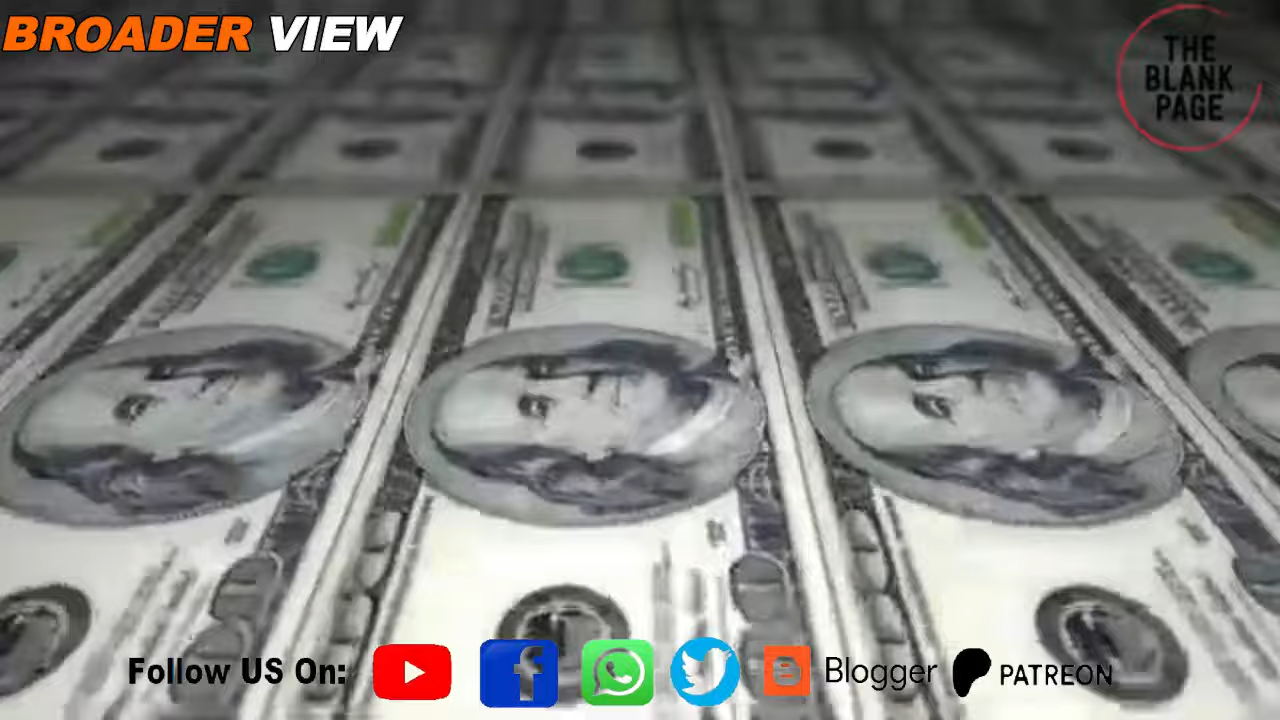 BROADER VIEW
THE
BLANK
PAGE
Follow US On:
Blogger
PATREON